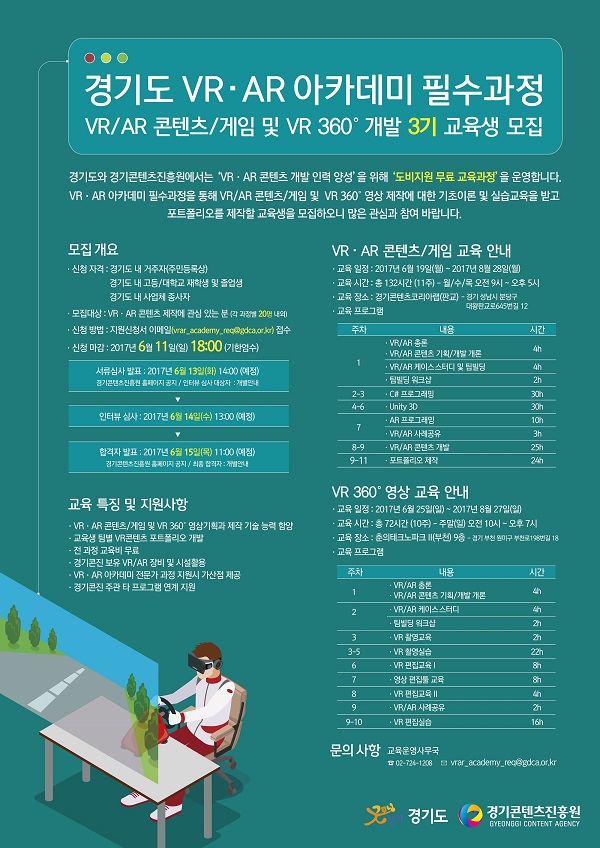 경기도 VR·AR 아카데미 필수과정
VR/AR 콘텐츠/게임 및 VR 360° 개발 3기 교육생 모집
경기도와 경기콘텐츠진흥원에서는 'VR·AR 콘텐츠 개발 인력 양성'을 위해 '도비지원 무료 교육과정'을 운영합니다.
VR·AR 아카데미 필수과정을 통해 VR/AR 콘텐츠/게임 및 VR 360° 영상 제작에 대한 기초이론 및 실습교육을 받고
포트폴리오를 제작할 교육생을 모집하오니 많은 관심과 참여 바랍니다.
모집 개요
· 신청 자격 : 경기도 내 거주자(주민등록상)
경기도 내 고등/대학교 재학생 및 졸업생
경기도 내 사업체 종사자
· 모집대상 : VR·AR 콘텐츠 제작에 관심 있는 분 (각 과정별 20명 내외)
· 신청 방법 : 지원신청서 이메일(vrar_academy_req@gdca.or.kr) 접수
· 신청 마감 : 2017년 6월 11일(일) 18:00 (기한엄수)
서류심사 발표 : 2017년 6월 13일(화) 14:00 (예정)
경기콘텐츠진흥원 홈페이지 공지 / 인터뷰 심사 대상자 : 개별안내
▼
인터뷰 심사 : 2017년 6월 14일(수) 13:00 (예정)
▼
합격자 발표 : 2017년 6월 15일(목) 11:00 (예정)
경기콘텐츠진흥원 홈페이지 공지 / 최종 합격자 : 개별안내
교육 특징 및 지원사항
· VR·AR 콘텐츠/게임 및 VR 360° 영상기획과 제작 기술 능력 함양
· 교육생 팀별 VR콘텐츠 포트폴리오 개발
· 전 과정 교육비 무료
· 경기콘진 보유 VR/AR 장비 및 시설활용
· VR·AR 아카데미 전문가 과정 지원시 가산점 제공
· 경기콘진 주관 타 프로그램 연계 지원
VR·AR 콘텐츠/게임 교육 안내
· 교육 일정 : 2017년 6월 19일(월) ~ 2017년 8월 28일(월)
· 교육 시간 : 총 132시간 (11주) - 월/수/목 오전 9시 ~ 오후 5시
· 교육 장소 : 경기콘텐츠코리아랩(판교) - 경기 성남시 분당구
대왕판교로645번길 12
· 교육 프로그램
주차 내용 시간
1 · VR/AR 총론
· VR/AR 콘텐츠 기획/개발 개론 4h
· VR/AR 케이스 스터디 및 팀빌딩 4h
· 팀빌딩 워크샵 2h
2-3 · C# 프로그래밍 30h
4-6 · Unity 3D 30h
7 · AR 프로그래밍 10h
· VR/AR 사례공유 3h
8-9 · VR/AR 콘텐츠 개발 25h
9-11 · 포트폴리오 제작 24h
VR 360° 영상 교육 안내
· 교육 일정 : 2017년 6월 25일(일) ~ 2017년 8월 27일(일)
· 교육 시간 : 총 72시간 (10주) - 주말(일) 오전 10시 ~ 오후 7시
· 교육 장소 : 춘의테크노파크 II(부천) 9층 - 경기 부천 원미구 부천로198번길 18
· 교육 프로그램
주차 내용 시간
1 · VR/AR 총론
· VR/AR 콘텐츠 기획/개발 개론 4h
2 · VR/AR 케이스 스터디 4h
· 팀빌딩 워크샵 2h
3 · VR 촬영교육 2h
3-5 · VR 촬영실습 22h
6 · VR 편집교육 I 8h
7 · 영상 편집툴 교육 8h
8 · VR 편집교육 II 4h
9 · VR/AR 사례공유 2h
9-10 · VR 편집실습 16h
문의 사항 교육운영사무국
☎ 02-724-1208 ✉ vrar_academy_req@gdca.or.kr
경기도
경기콘텐츠진흥원
GYEONGGI CONTENT AGENCY